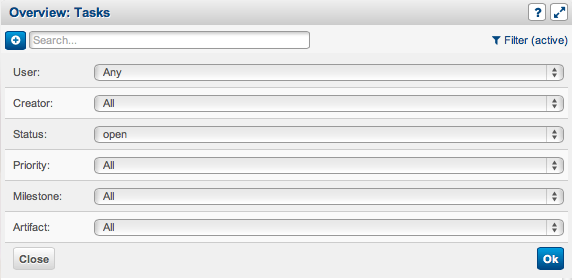 Overview: Tasks
?
Search...
Filter (active)
User: Any
Creator: All
Status: open
Priority: All
Milestone: All
Artifact: All
Close Ok